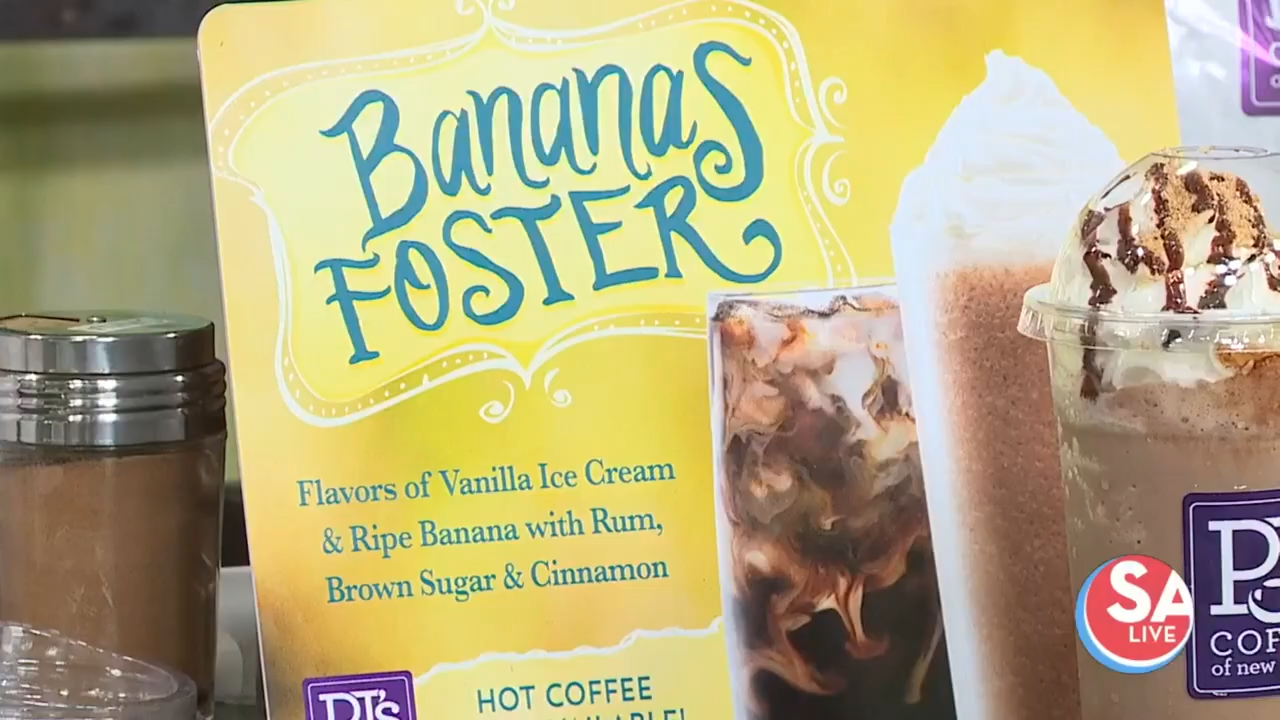 Bananas
FOSTER
Flavors of Vanilla Ice Cream
& Ripe Banana with Rum,
Brown Sugar & Cinnamon
PJ's
HOT COFFEE
SA
LIVE
of new